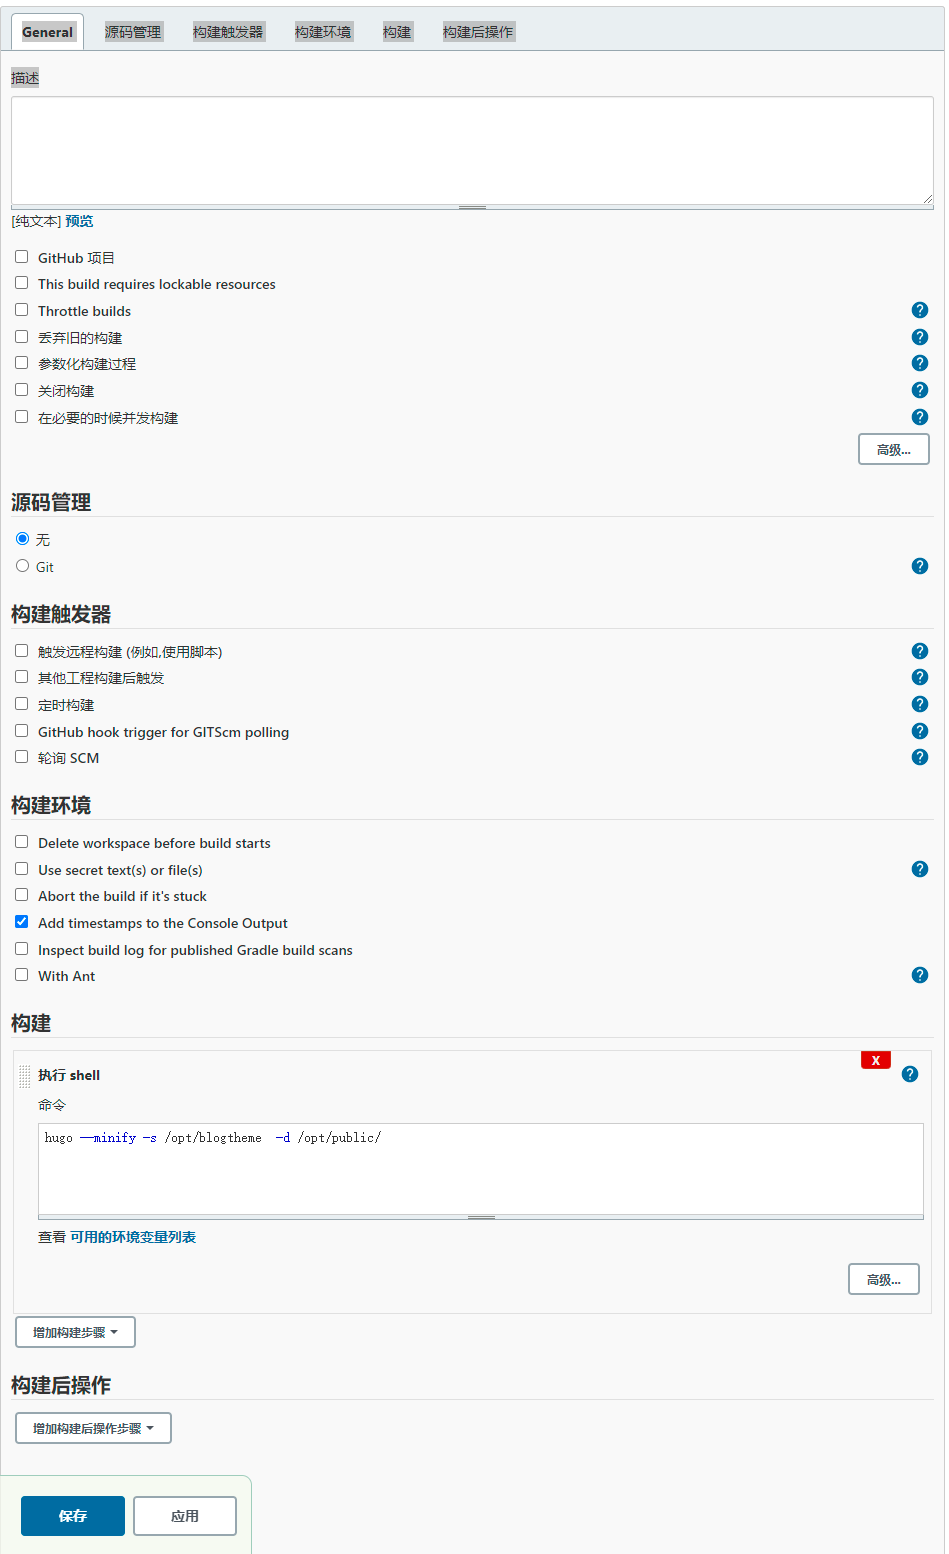 General 源码管理 构建触发器 构建环境 构建 构建后操作
描述
[纯文本] 预览
GitHub 项目
This build requires lockable resources
Throttle builds
丢弃旧的构建
参数化构建过程
关闭构建
在必要的时候并发构建
高级...
源码管理
无
Git
构建触发器
触发远程构建 (例如,使用脚本)
其他工程构建后触发
定时构建
GitHub hook trigger for GITScm polling
轮询 SCM
构建环境
Delete workspace before build starts
Use secret text(s) or file(s)
Abort the build if it's stuck
Add timestamps to the Console Output
Inspect build log for published Gradle build scans
With Ant
构建
X
执行 shell
命令
hugo --minify -s /opt/blogtheme  -d /opt/public/
查看 可用的环境变量列表
高级...
增加构建步骤
构建后操作
增加构建后操作步骤
保存 应用